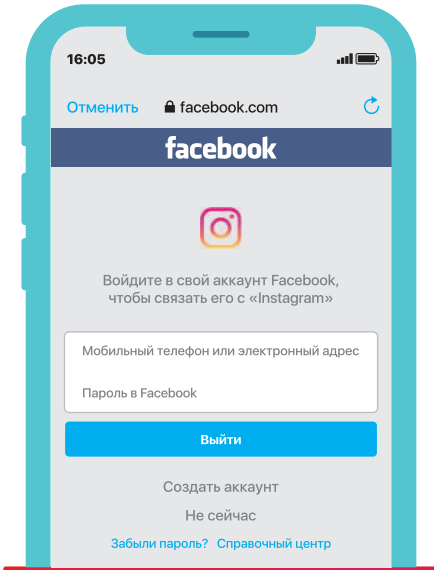 16:05
Отменить facebook.com
facebook
Войдите в свой аккаунт Facebook,
чтобы связать его с «Instagram»
Мобильный телефон или электронный адрес
Пароль в Facebook
Выйти
Создать аккаунт
Не сейчас
Забыли пароль? Справочный центр